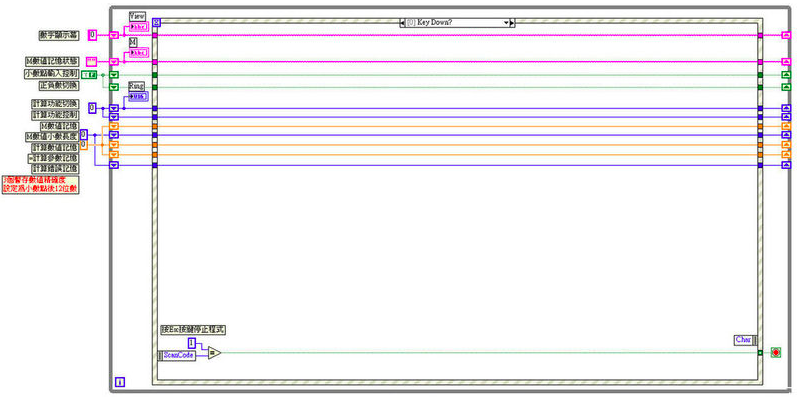 View
[0] Key Down?
數字顯示幕
0
abc
M
M數值記憶狀態
""
abc
小數點輸入控制
F
正負數切換
Ring
計算功能切換
0
計算功能控制
M數值記憶
M數值小數長度
0
計算數值記憶
0
=計算參數記憶
計算錯誤記憶
3個暫存數值精確度
設定為小數點後12位數
按Esc按鍵停止程式
1
ScanCode
=
Char
i